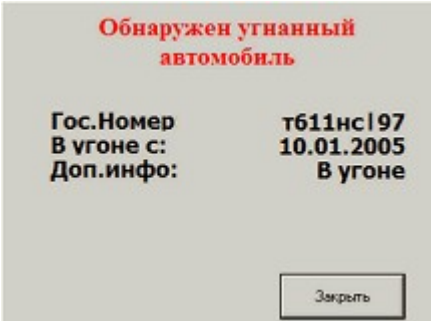 Обнаружен угнанный
автомобиль
Гос.Номер т611нс|97
В угоне с: 10.01.2005
Доп.инфо: В угоне
Закрыть